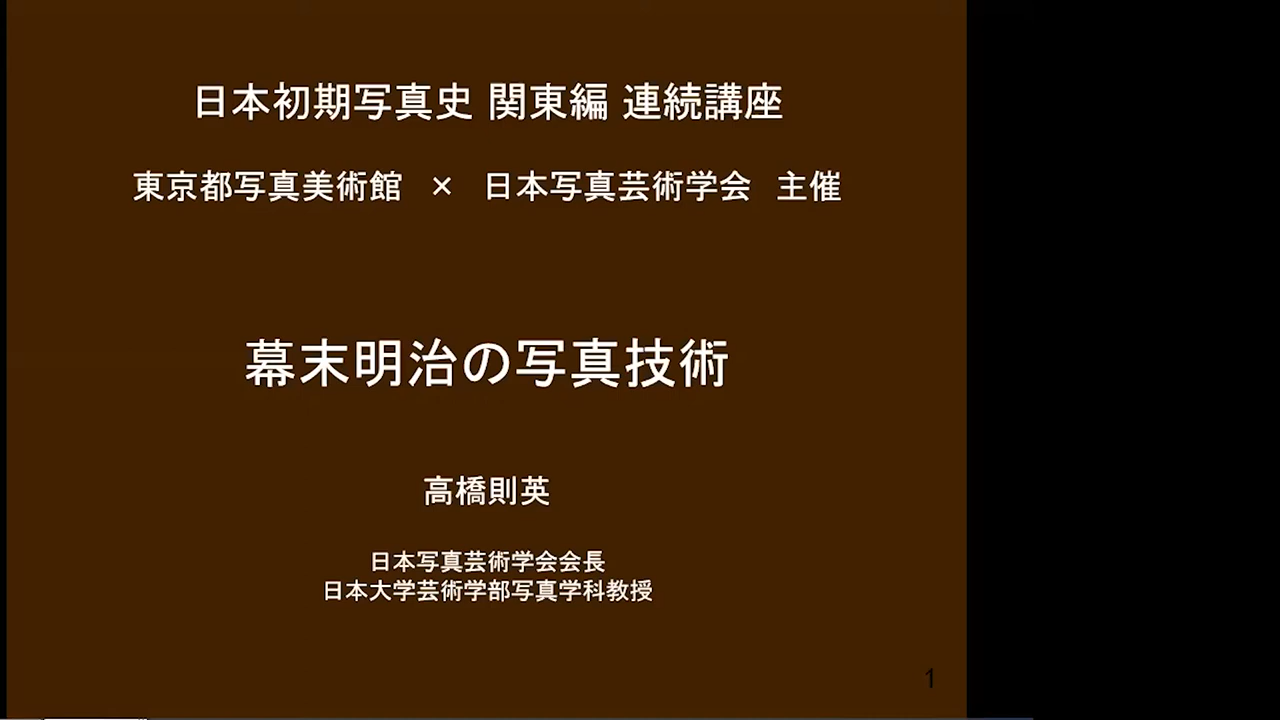 日本初期写真史 関東編 連続講座
東京都写真美術館　×　日本写真芸術学会　主催
幕末明治の写真技術
高橋則英
日本写真芸術学会会長
日本大学芸術学部写真学科教授
1